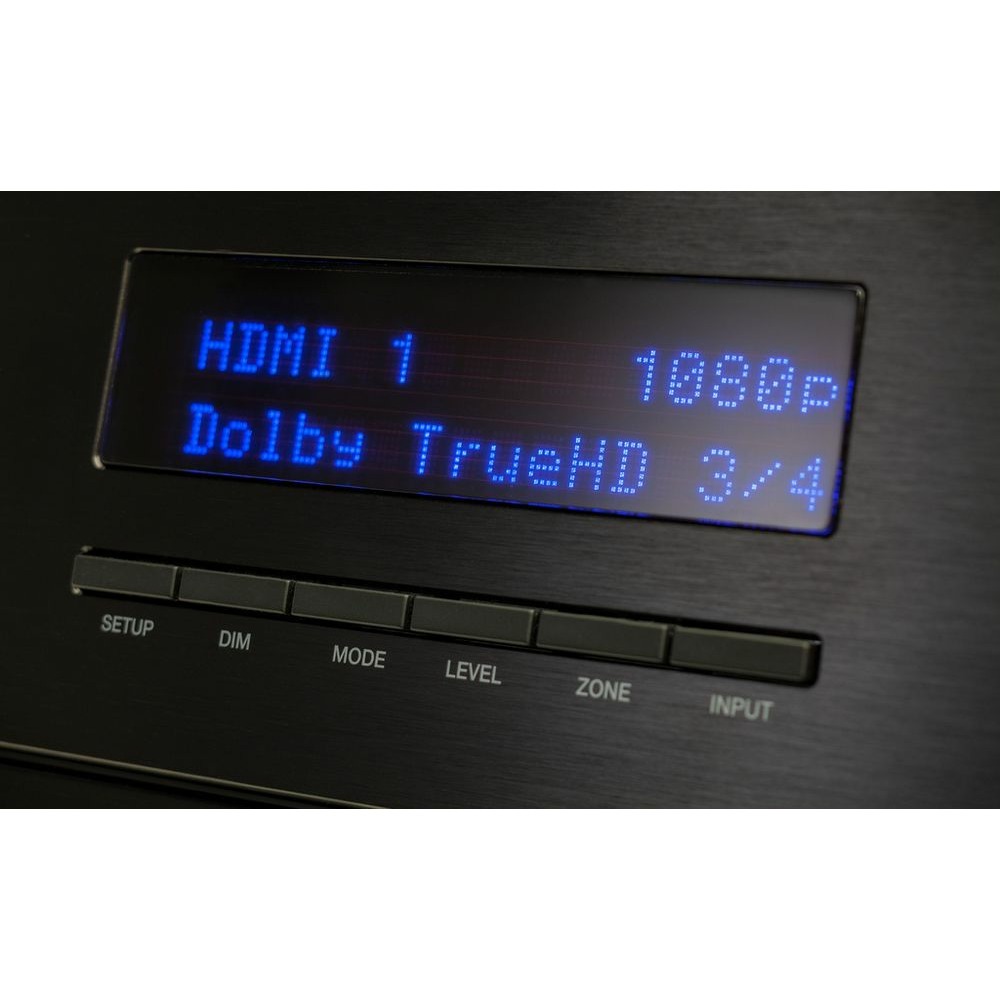 HDMI 1 1080p
Dolby TrueHD 3/4
SETUP DIM MODE LEVEL ZONE INPUT